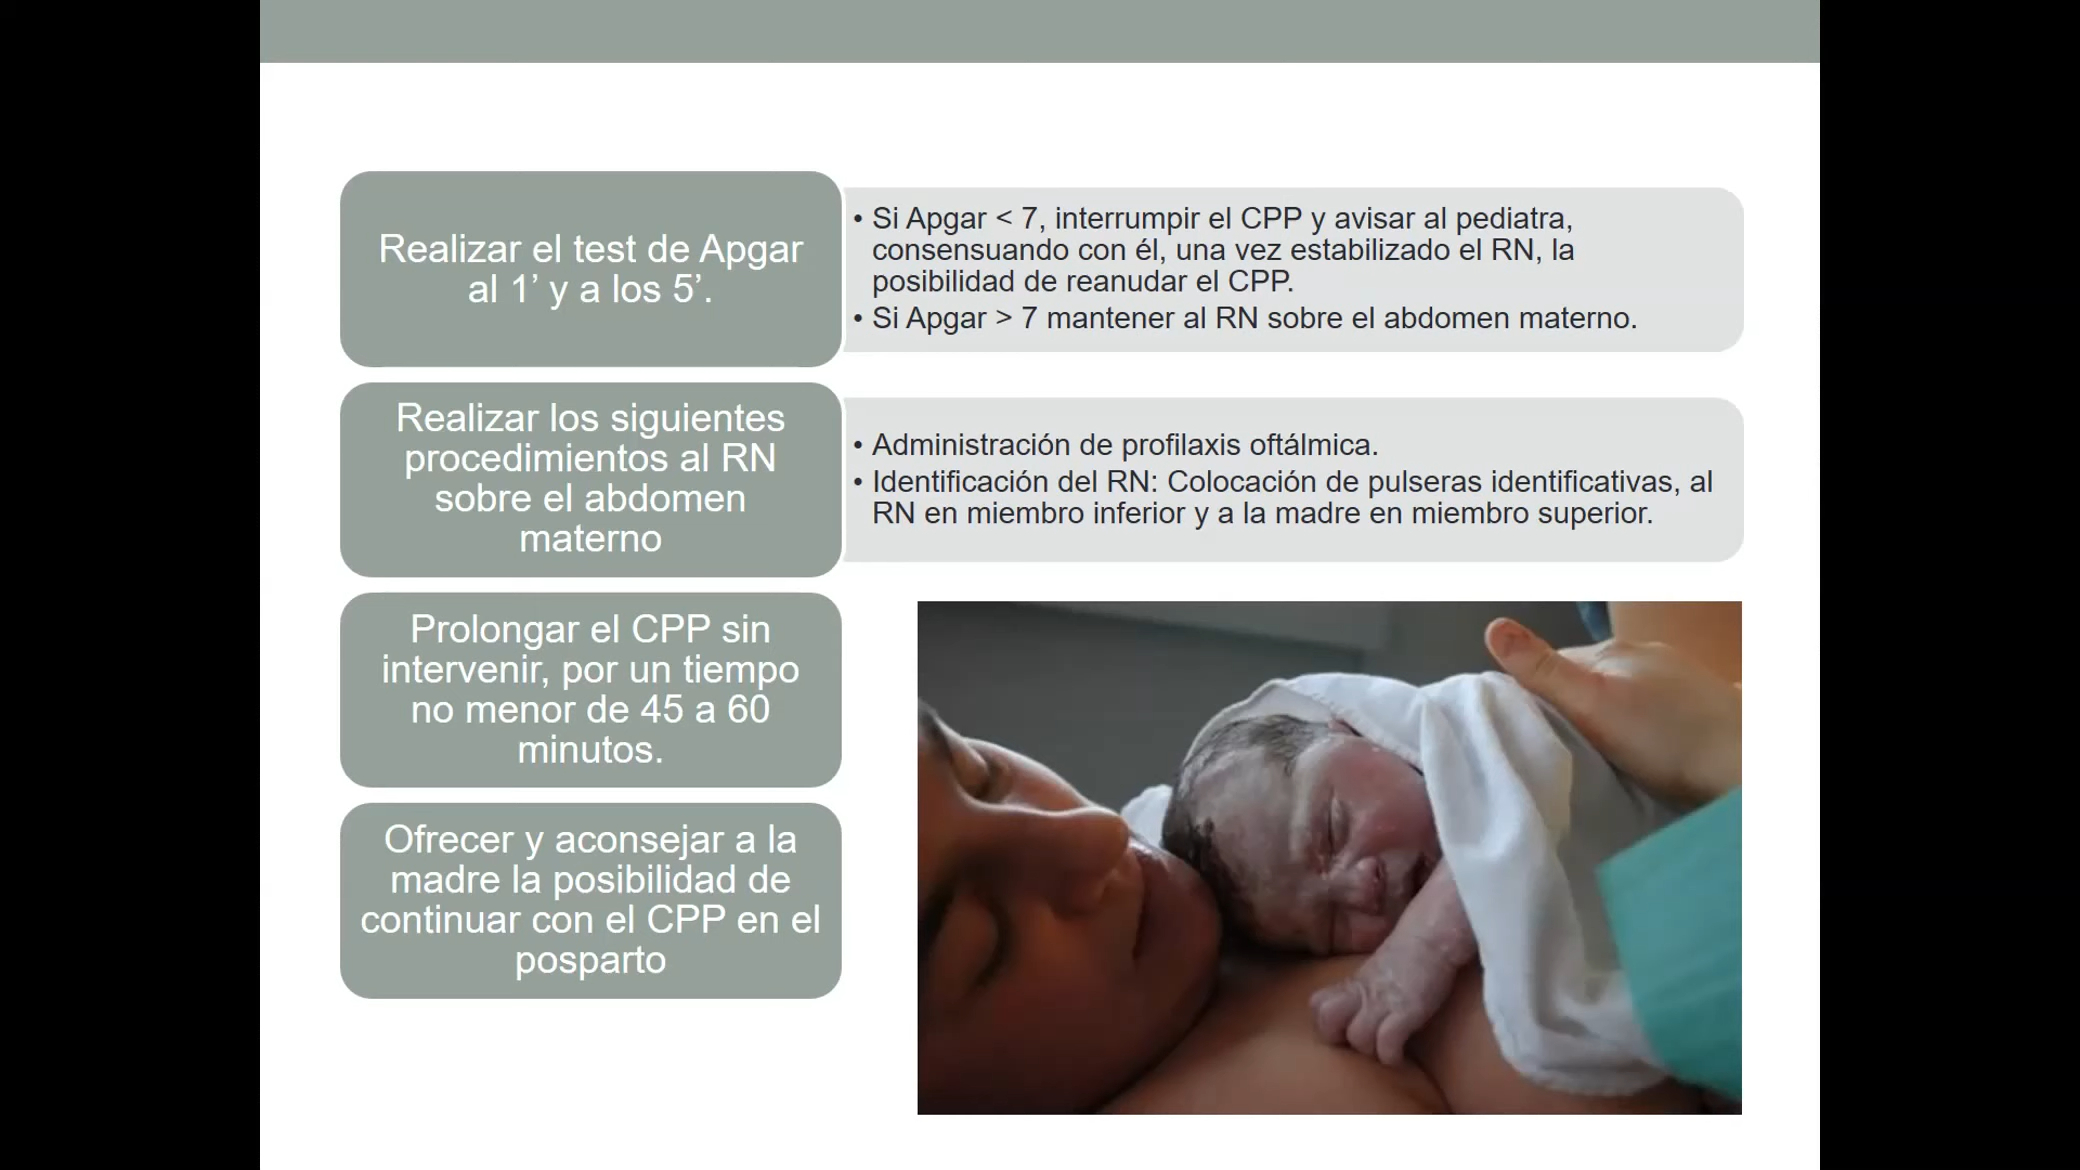 Realizar el test de Apgar
al 1’ y a los 5’.
• Si Apgar < 7, interrumpir el CPP y avisar al pediatra,
consensuando con él, una vez estabilizado el RN, la
posibilidad de reanudar el CPP.
• Si Apgar > 7 mantener al RN sobre el abdomen materno.
Realizar los siguientes
procedimientos al RN
sobre el abdomen
materno
• Administración de profilaxis oftálmica.
• Identificación del RN: Colocación de pulseras identificativas, al
RN en miembro inferior y a la madre en miembro superior.
Prolongar el CPP sin
intervenir, por un tiempo
no menor de 45 a 60
minutos.
Ofrecer y aconsejar a la
madre la posibilidad de
continuar con el CPP en el
posparto